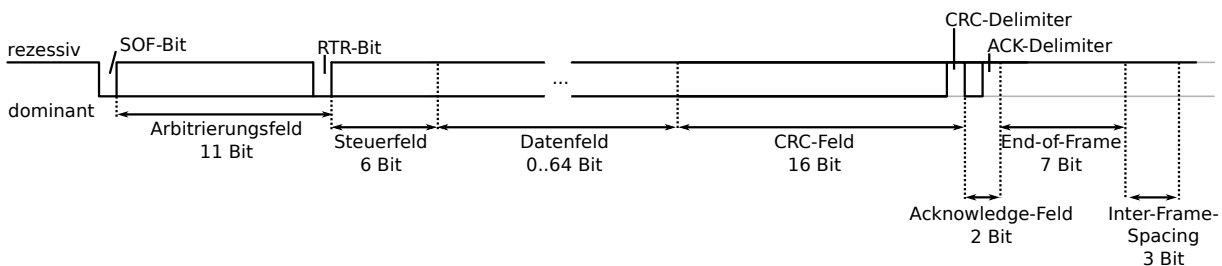 CRC-Delimiter
rezessiv
SOF-Bit
RTR-Bit
ACK-Delimiter
...
dominant
Arbitrierungsfeld
11 Bit
Steuerfeld
6 Bit
Datenfeld
0..64 Bit
CRC-Feld
16 Bit
End-of-Frame
7 Bit
Acknowledge-Feld
2 Bit
Inter-Frame-
Spacing
3 Bit